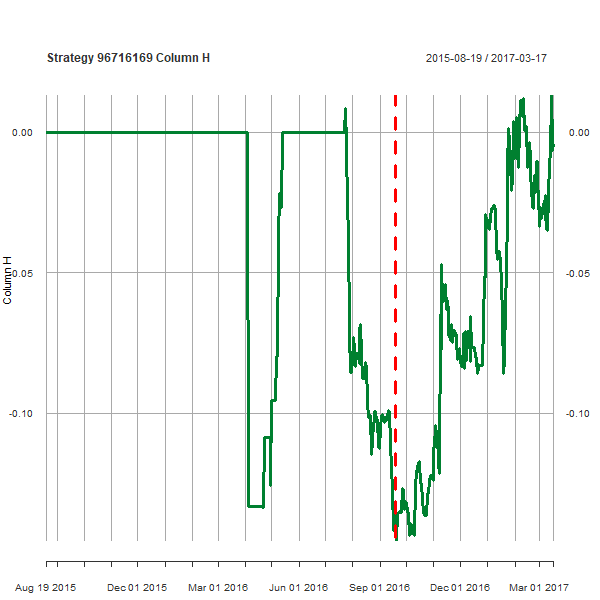 Strategy 96716169 Column H
2015-08-19 / 2017-03-17
0.00
0.00
-0.05
-0.05
-0.10
-0.10
Column H
Aug 19 2015
Dec 01 2015
Mar 01 2016
Jun 01 2016
Sep 01 2016
Dec 01 2016
Mar 01 2017